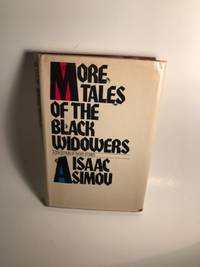 MORE
TALES
OF THE
BLACK
WIDOWERS
ISAAC
ASIMOV